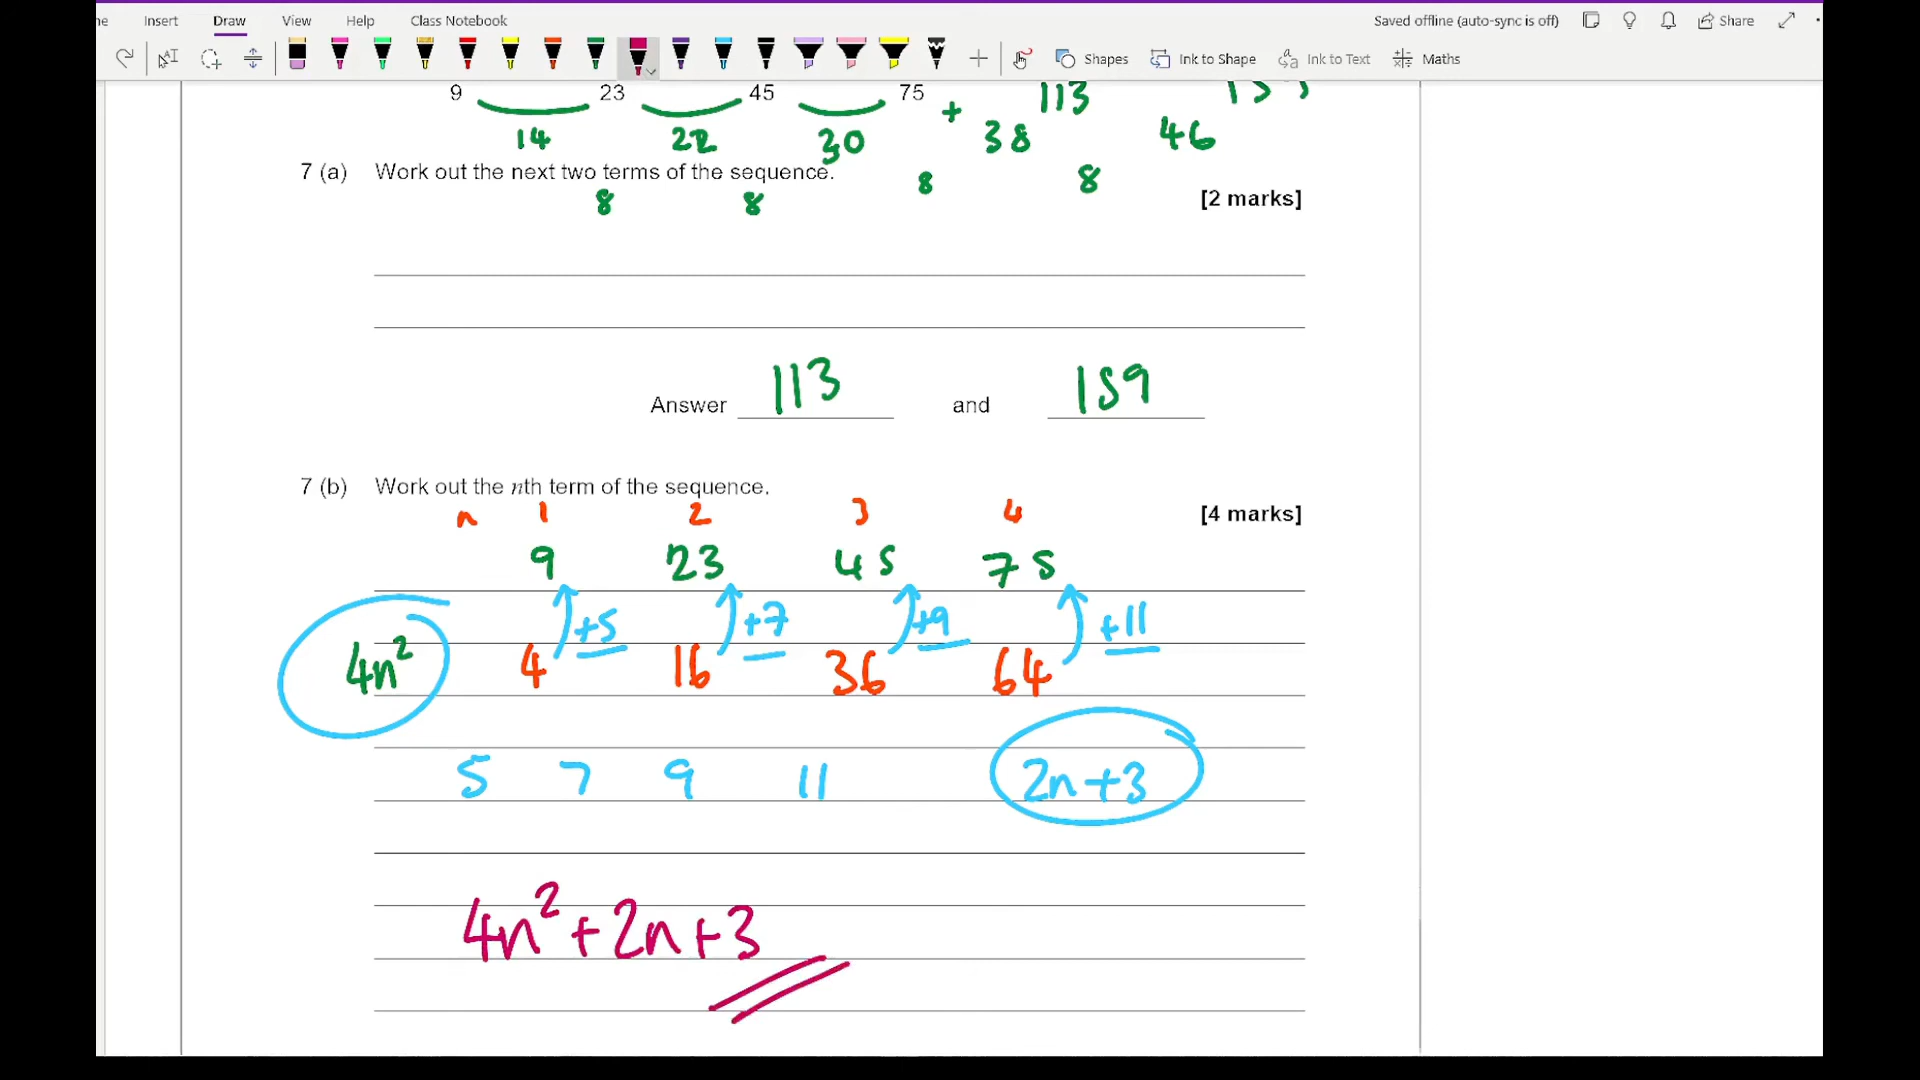 ne Insert Draw View Help Class Notebook Saved offline (auto-sync is off) Share
Shapes Ink to Shape Ink to Text Maths
9 23 45 75 + 113
14 22 30 38 46
7 (a) Work out the next two terms of the sequence.
8 8 8 8
[2 marks]
Answer 113 and 159
7 (b) Work out the nth term of the sequence.
[4 marks]
n 1 2 3 4
9 23 45 75
+5 +7 +9 +11
4n² 4 16 36 64
5 7 9 11 2n+3
4n²+2n+3